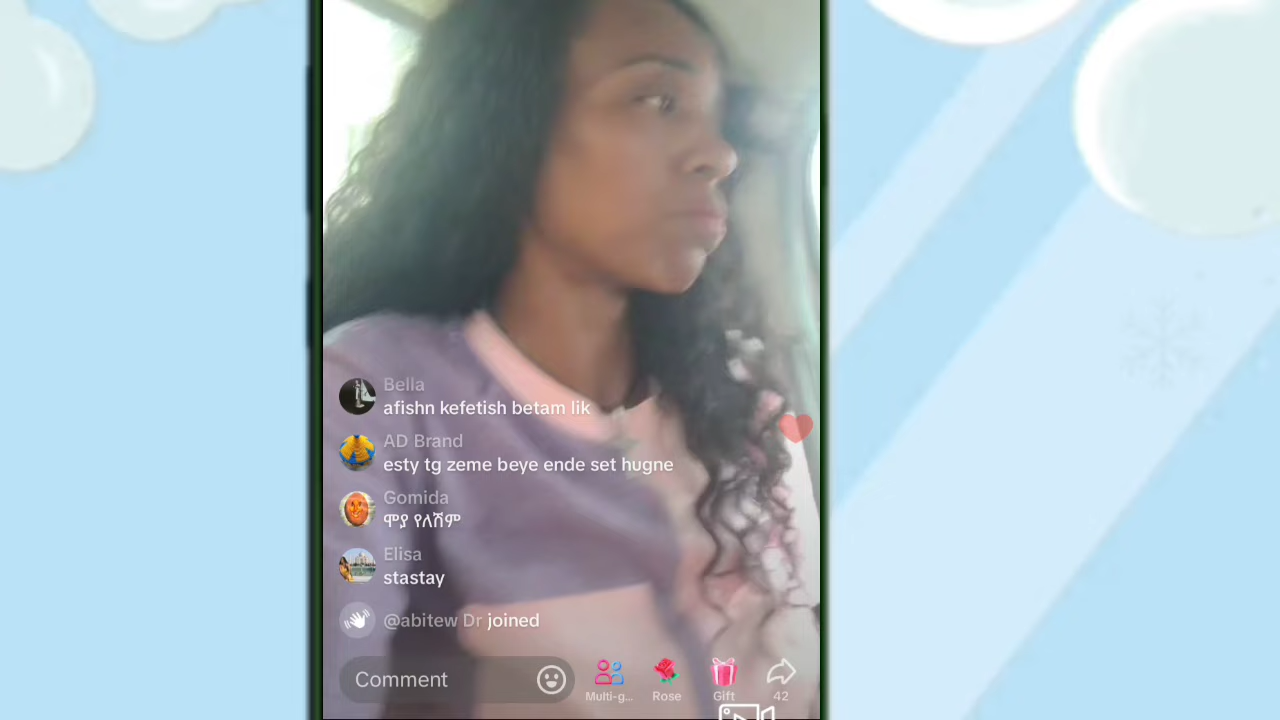 Bella
afishn kefetish betam lik
AD Brand
esty tg zeme beye ende set hugne
Gomida
ሞያ የለሽም
Elisa
stastay
@abitew Dr joined
Comment
Multi-g...
Rose
Gift
42